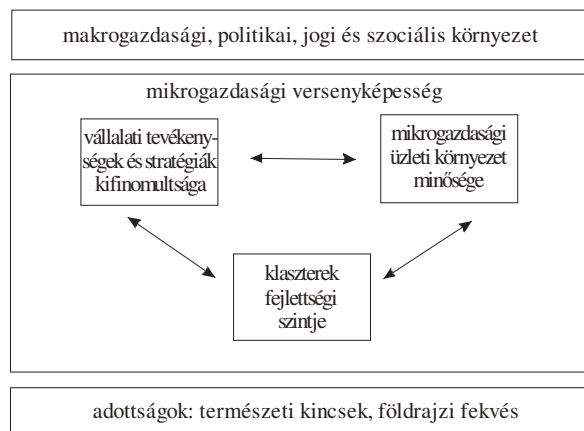 makrogazdasági, politikai, jogi és szociális környezet
mikrogazdasági versenyképesség
vállalati tevékeny-
ségek és stratégiák
kifinomultsága
mikrogazdasági
üzleti környezet
minősége
klaszterek
fejlettségi
szintje
adottságok: természeti kincsek, földrajzi fekvés